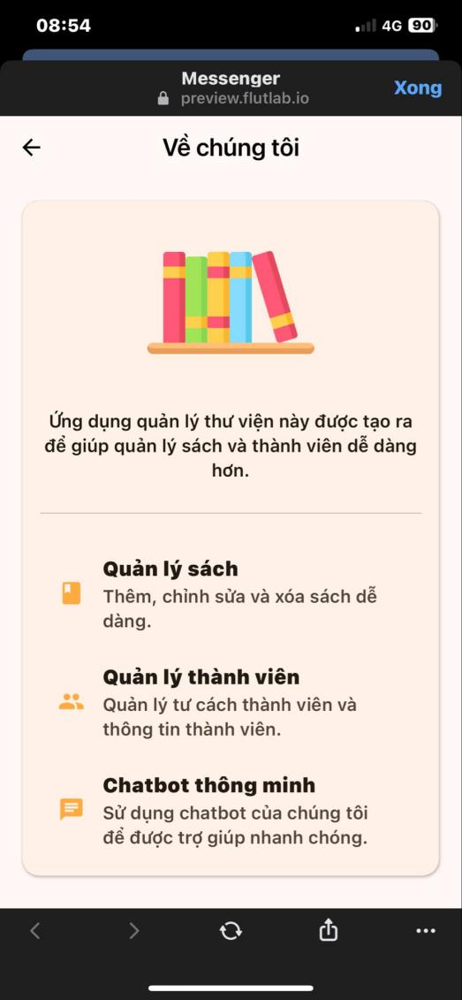 08:54
4G 90
Messenger
preview.flutlab.io
Xong
Về chúng tôi
Ứng dụng quản lý thư viện này được tạo ra
để giúp quản lý sách và thành viên dễ dàng
hơn.
Quản lý sách
Thêm, chỉnh sửa và xóa sách dễ
dàng.
Quản lý thành viên
Quản lý tư cách thành viên và
thông tin thành viên.
Chatbot thông minh
Sử dụng chatbot của chúng tôi
để được trợ giúp nhanh chóng.